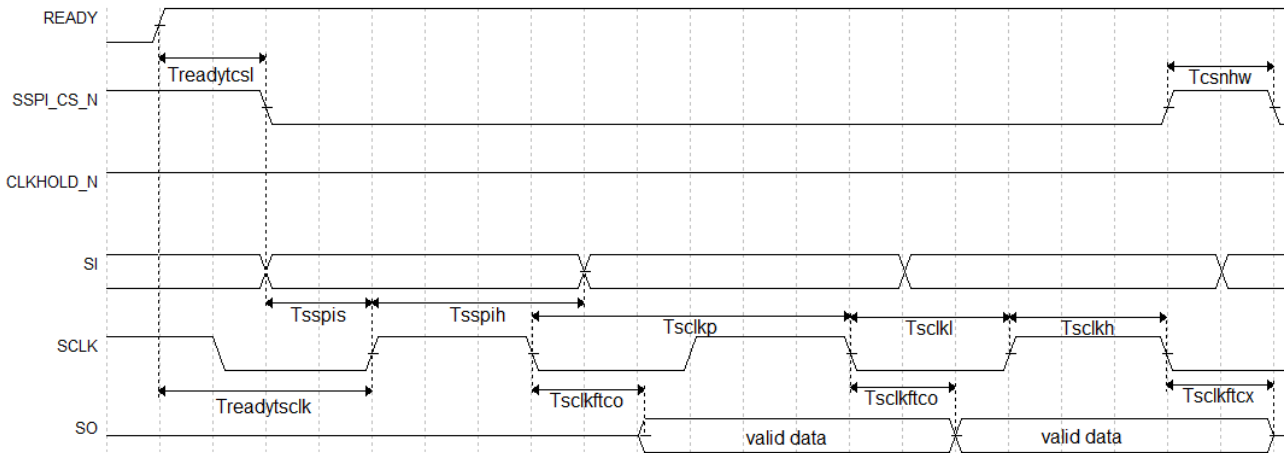 READY
Treadytcsl
Tcsnhw
SSPI_CS_N
CLKHOLD_N
SI
Tsspis
Tsspih
Tsclkp
Tsclkl
Tsclkh
SCLK
Treadytsclk
Tsclkftco
Tsclkftco
Tsclkftcx
SO
valid data
valid data